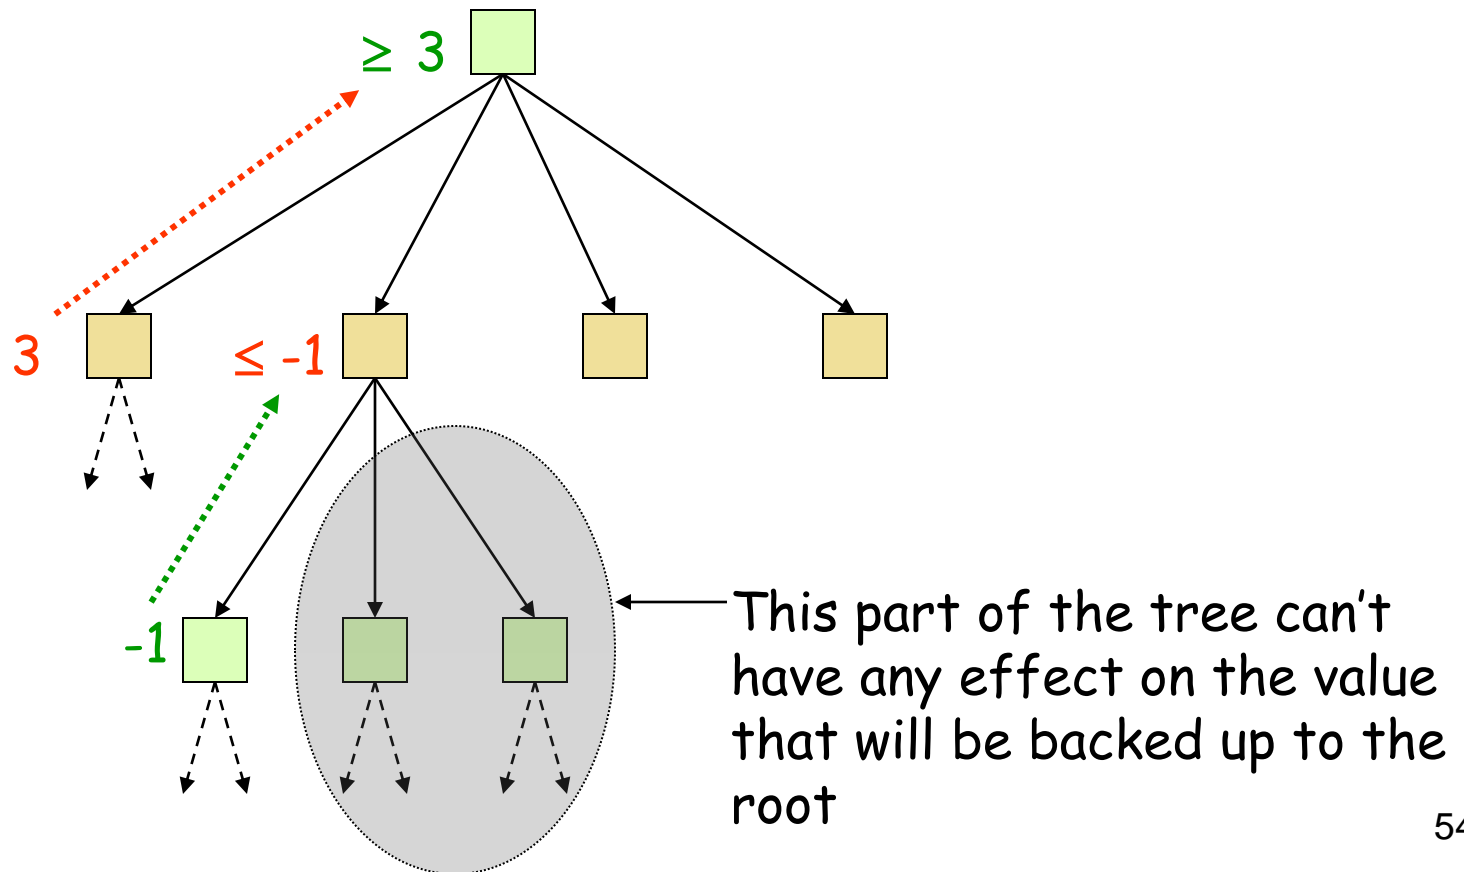 ≥ 3
3
≤ -1
-1
This part of the tree can't
have any effect on the value
that will be backed up to the
root
54